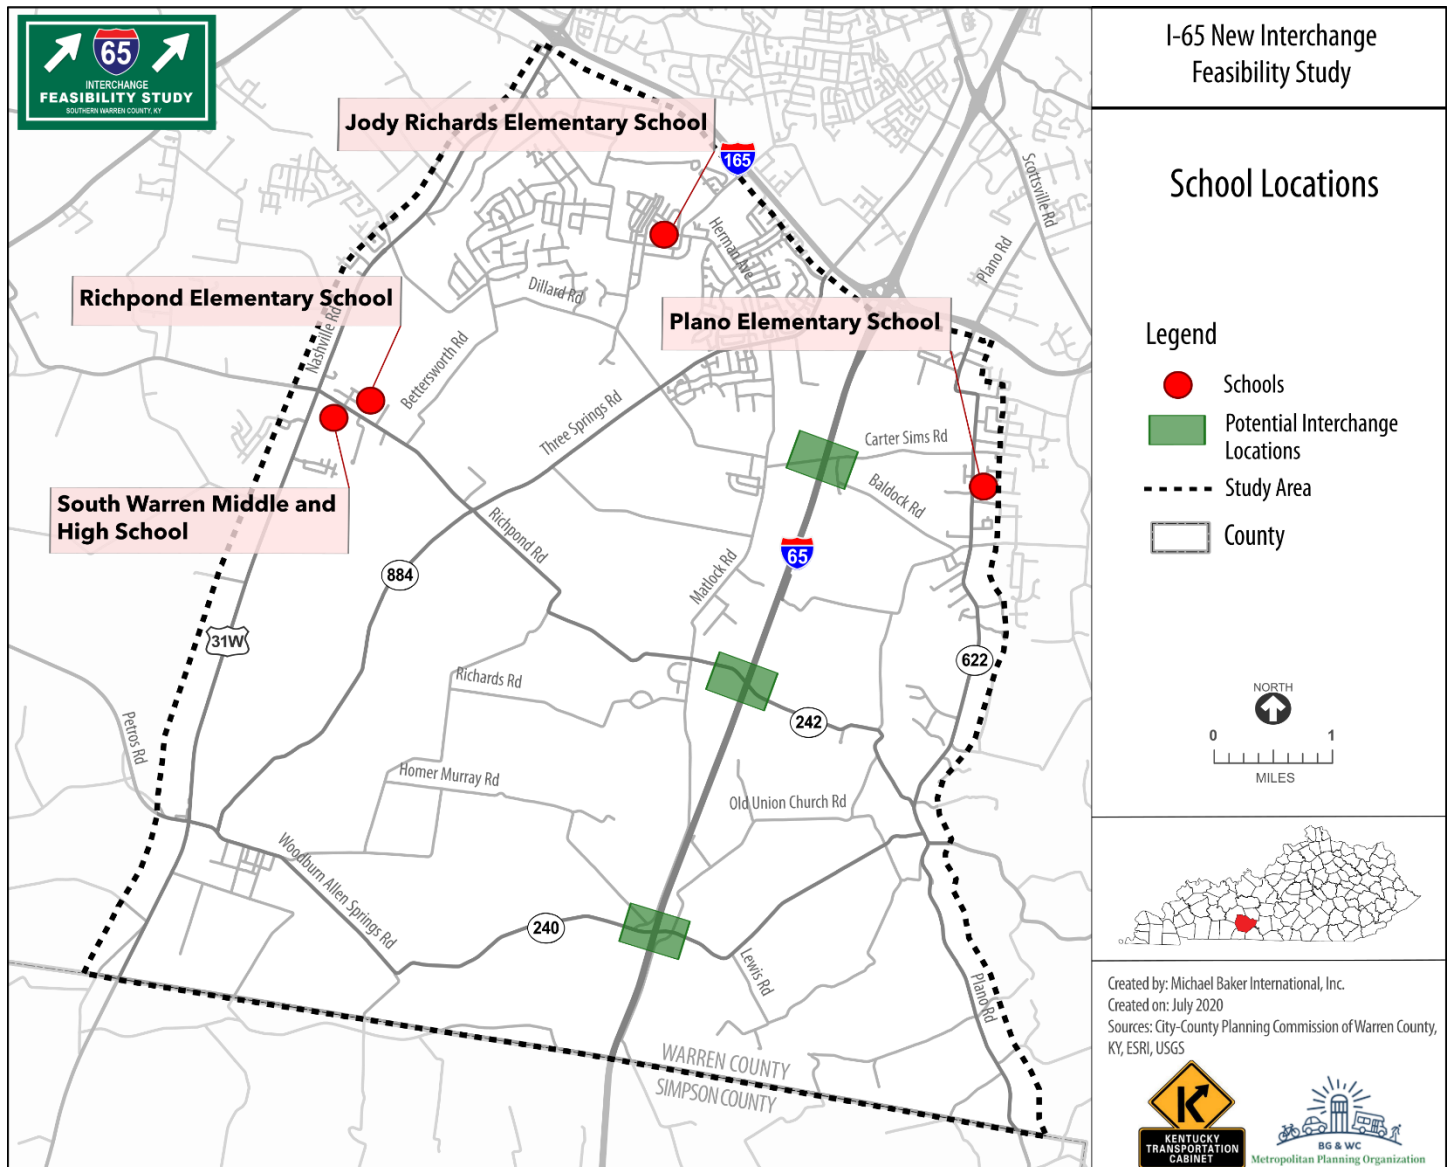 65
INTERCHANGE
FEASIBILITY STUDY
SOUTHERN WARREN COUNTY, KY
I-65 New Interchange
Feasibility Study
School Locations
Legend
Schools
Potential Interchange
Locations
Study Area
County
NORTH
0 1
MILES
Created by: Michael Baker International, Inc.
Created on: July 2020
Sources: City-County Planning Commission of Warren County,
KY, ESRI, USGS
KENTUCKY
TRANSPORTATION
CABINET
BG & WC
Metropolitan Planning Organization
Jody Richards Elementary School
165
Scottsville Rd
Plano Rd
Herman Ave
Richpond Elementary School
Dillard Rd
Plano Elementary School
Nashville Rd
Bettersworth Rd
Three Springs Rd
Carter Sims Rd
Baldock Rd
South Warren Middle and
High School
Richpond Rd
65
884
Matlock Rd
31W
622
Richards Rd
Petros Rd
242
Homer Murray Rd
Old Union Church Rd
Woodburn Allen Springs Rd
240
Lewis Rd
Plano Rd
WARREN COUNTY
SIMPSON COUNTY